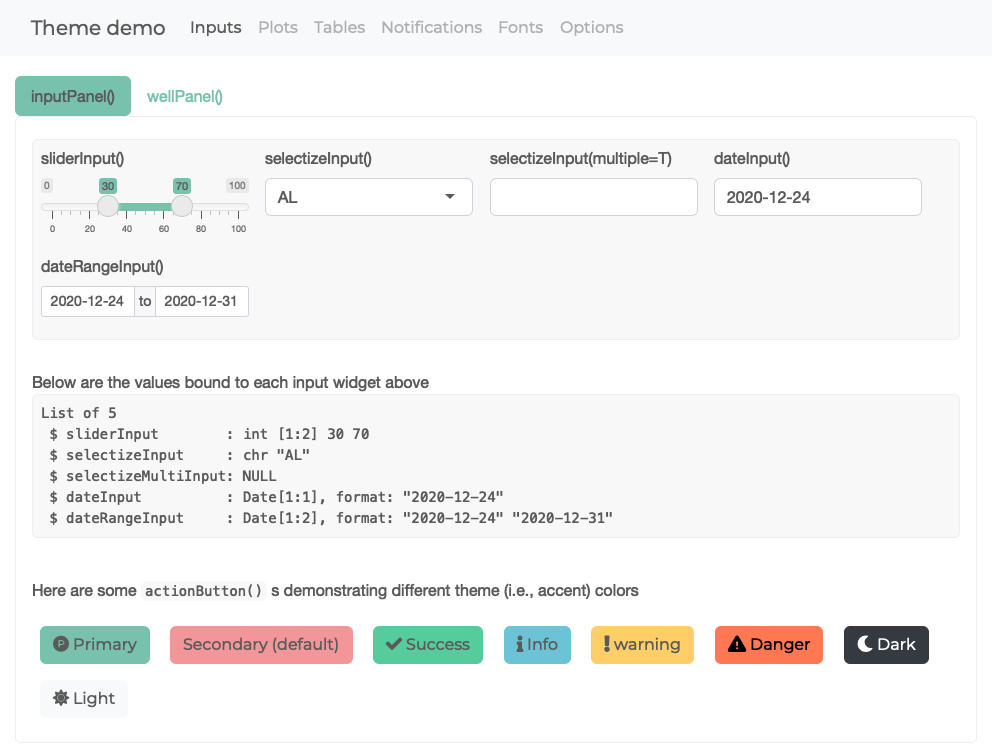 Theme demo Inputs Plots Tables Notifications Fonts Options
inputPanel() wellPanel()
sliderInput() selectizeInput() selectizeInput(multiple=T) dateInput()
0 30 70 100
AL 2020-12-24
0 20 40 60 80 100
dateRangeInput()
2020-12-24 to 2020-12-31
Below are the values bound to each input widget above
List of 5
$ sliderInput : int [1:2] 30 70
$ selectizeInput : chr "AL"
$ selectizeMultiInput: NULL
$ dateInput : Date[1:1], format: "2020-12-24"
$ dateRangeInput : Date[1:2], format: "2020-12-24" "2020-12-31"
Here are some actionButton() s demonstrating different theme (i.e., accent) colors
P Primary Secondary (default) Success Info warning Danger Dark
Light